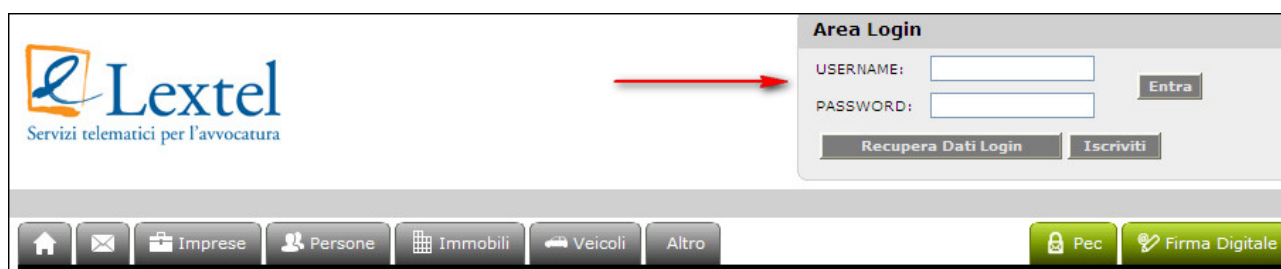 Area Login
USERNAME:
Entra
PASSWORD:
Recupera Dati Login Iscriviti
Lextel
Servizi telematici per l'avvocatura
Imprese Persone Immobili Veicoli Altro Pec Firma Digitale